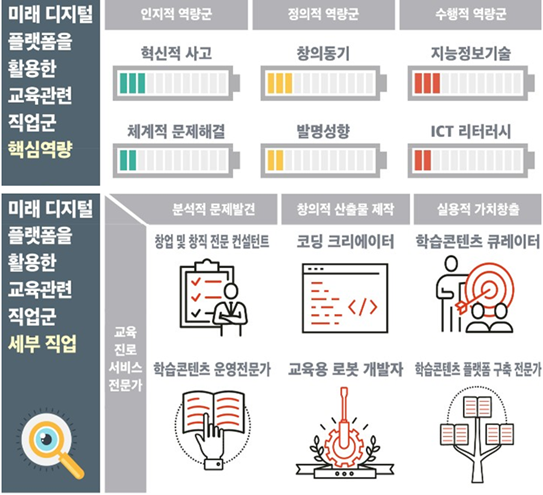 미래 디지털
플랫폼을
활용한
교육관련
직업군
핵심역량
인지적 역량군
정의적 역량군
수행적 역량군
혁신적 사고
창의동기
지능정보기술
체계적 문제해결
발명성향
ICT 리터러시
미래 디지털
플랫폼을
활용한
교육관련
직업군
세부 직업
교육
진로
서비스
전문가
분석적 문제발견
창의적 산출물 제작
실용적 가치창출
창업 및 창직 전문 컨설턴트
코딩 크리에이터
학습콘텐츠 큐레이터
</>
학습콘텐츠 운영전문가
교육용 로봇 개발자
학습콘텐츠 플랫폼 구축 전문가